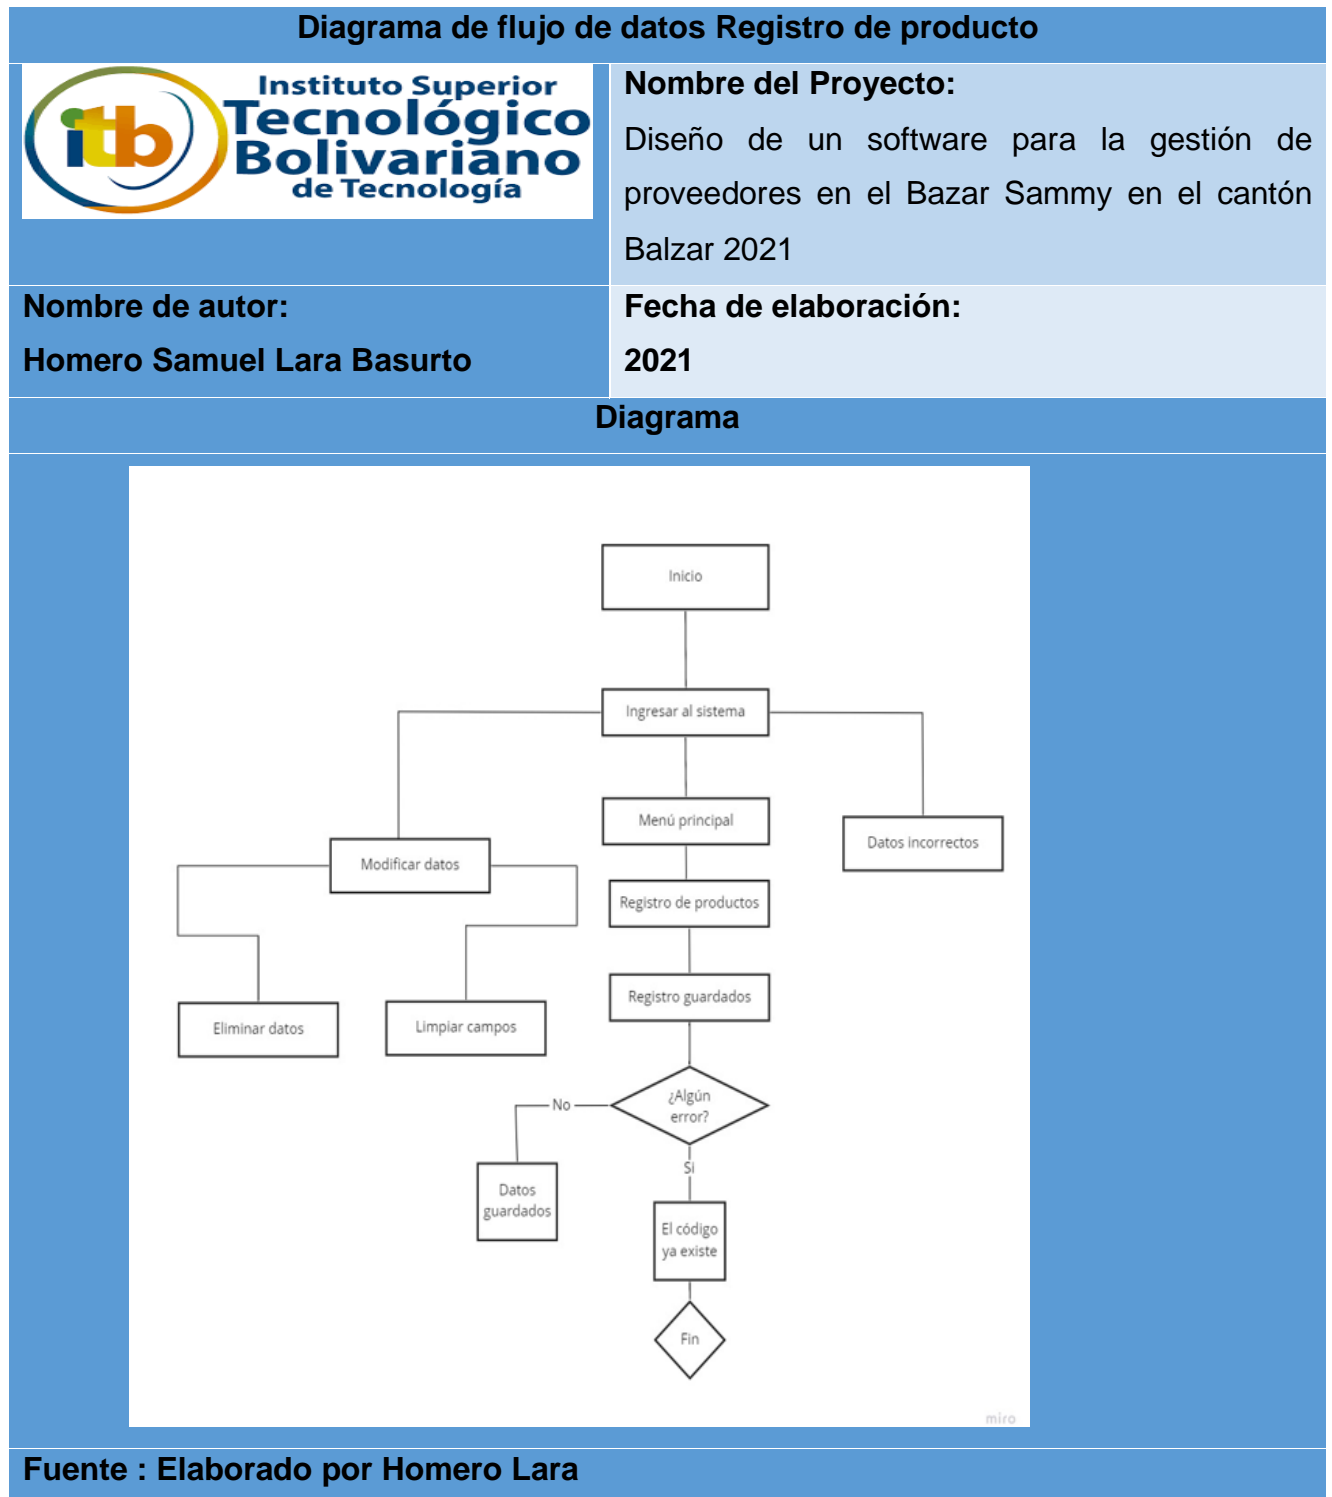 Diagrama de flujo de datos Registro de producto
itb
Instituto Superior
Tecnológico
Bolivariano
de Tecnología
Nombre del Proyecto:
Diseño de un software para la gestión de
proveedores en el Bazar Sammy en el cantón
Balzar 2021
Nombre de autor:
Homero Samuel Lara Basurto
Fecha de elaboración:
2021
Diagrama
Inicio
Ingresar al sistema
Menú principal
Datos incorrectos
Modificar datos
Registro de productos
Registro guardados
Eliminar datos
Limpiar campos
¿Algún
error?
No
Si
Datos
guardados
El código
ya existe
Fin
miro
Fuente : Elaborado por Homero Lara